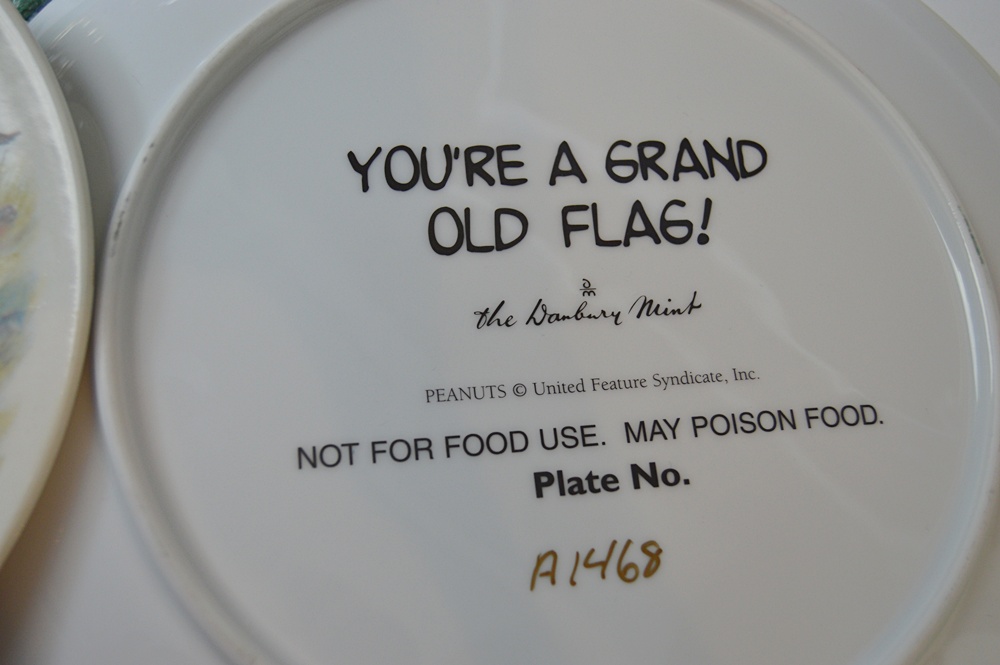 YOU'RE A GRAND
OLD FLAG!
DM
the Danbury Mint
PEANUTS © United Feature Syndicate, Inc.
NOT FOR FOOD USE. MAY POISON FOOD.
Plate No.
A1468